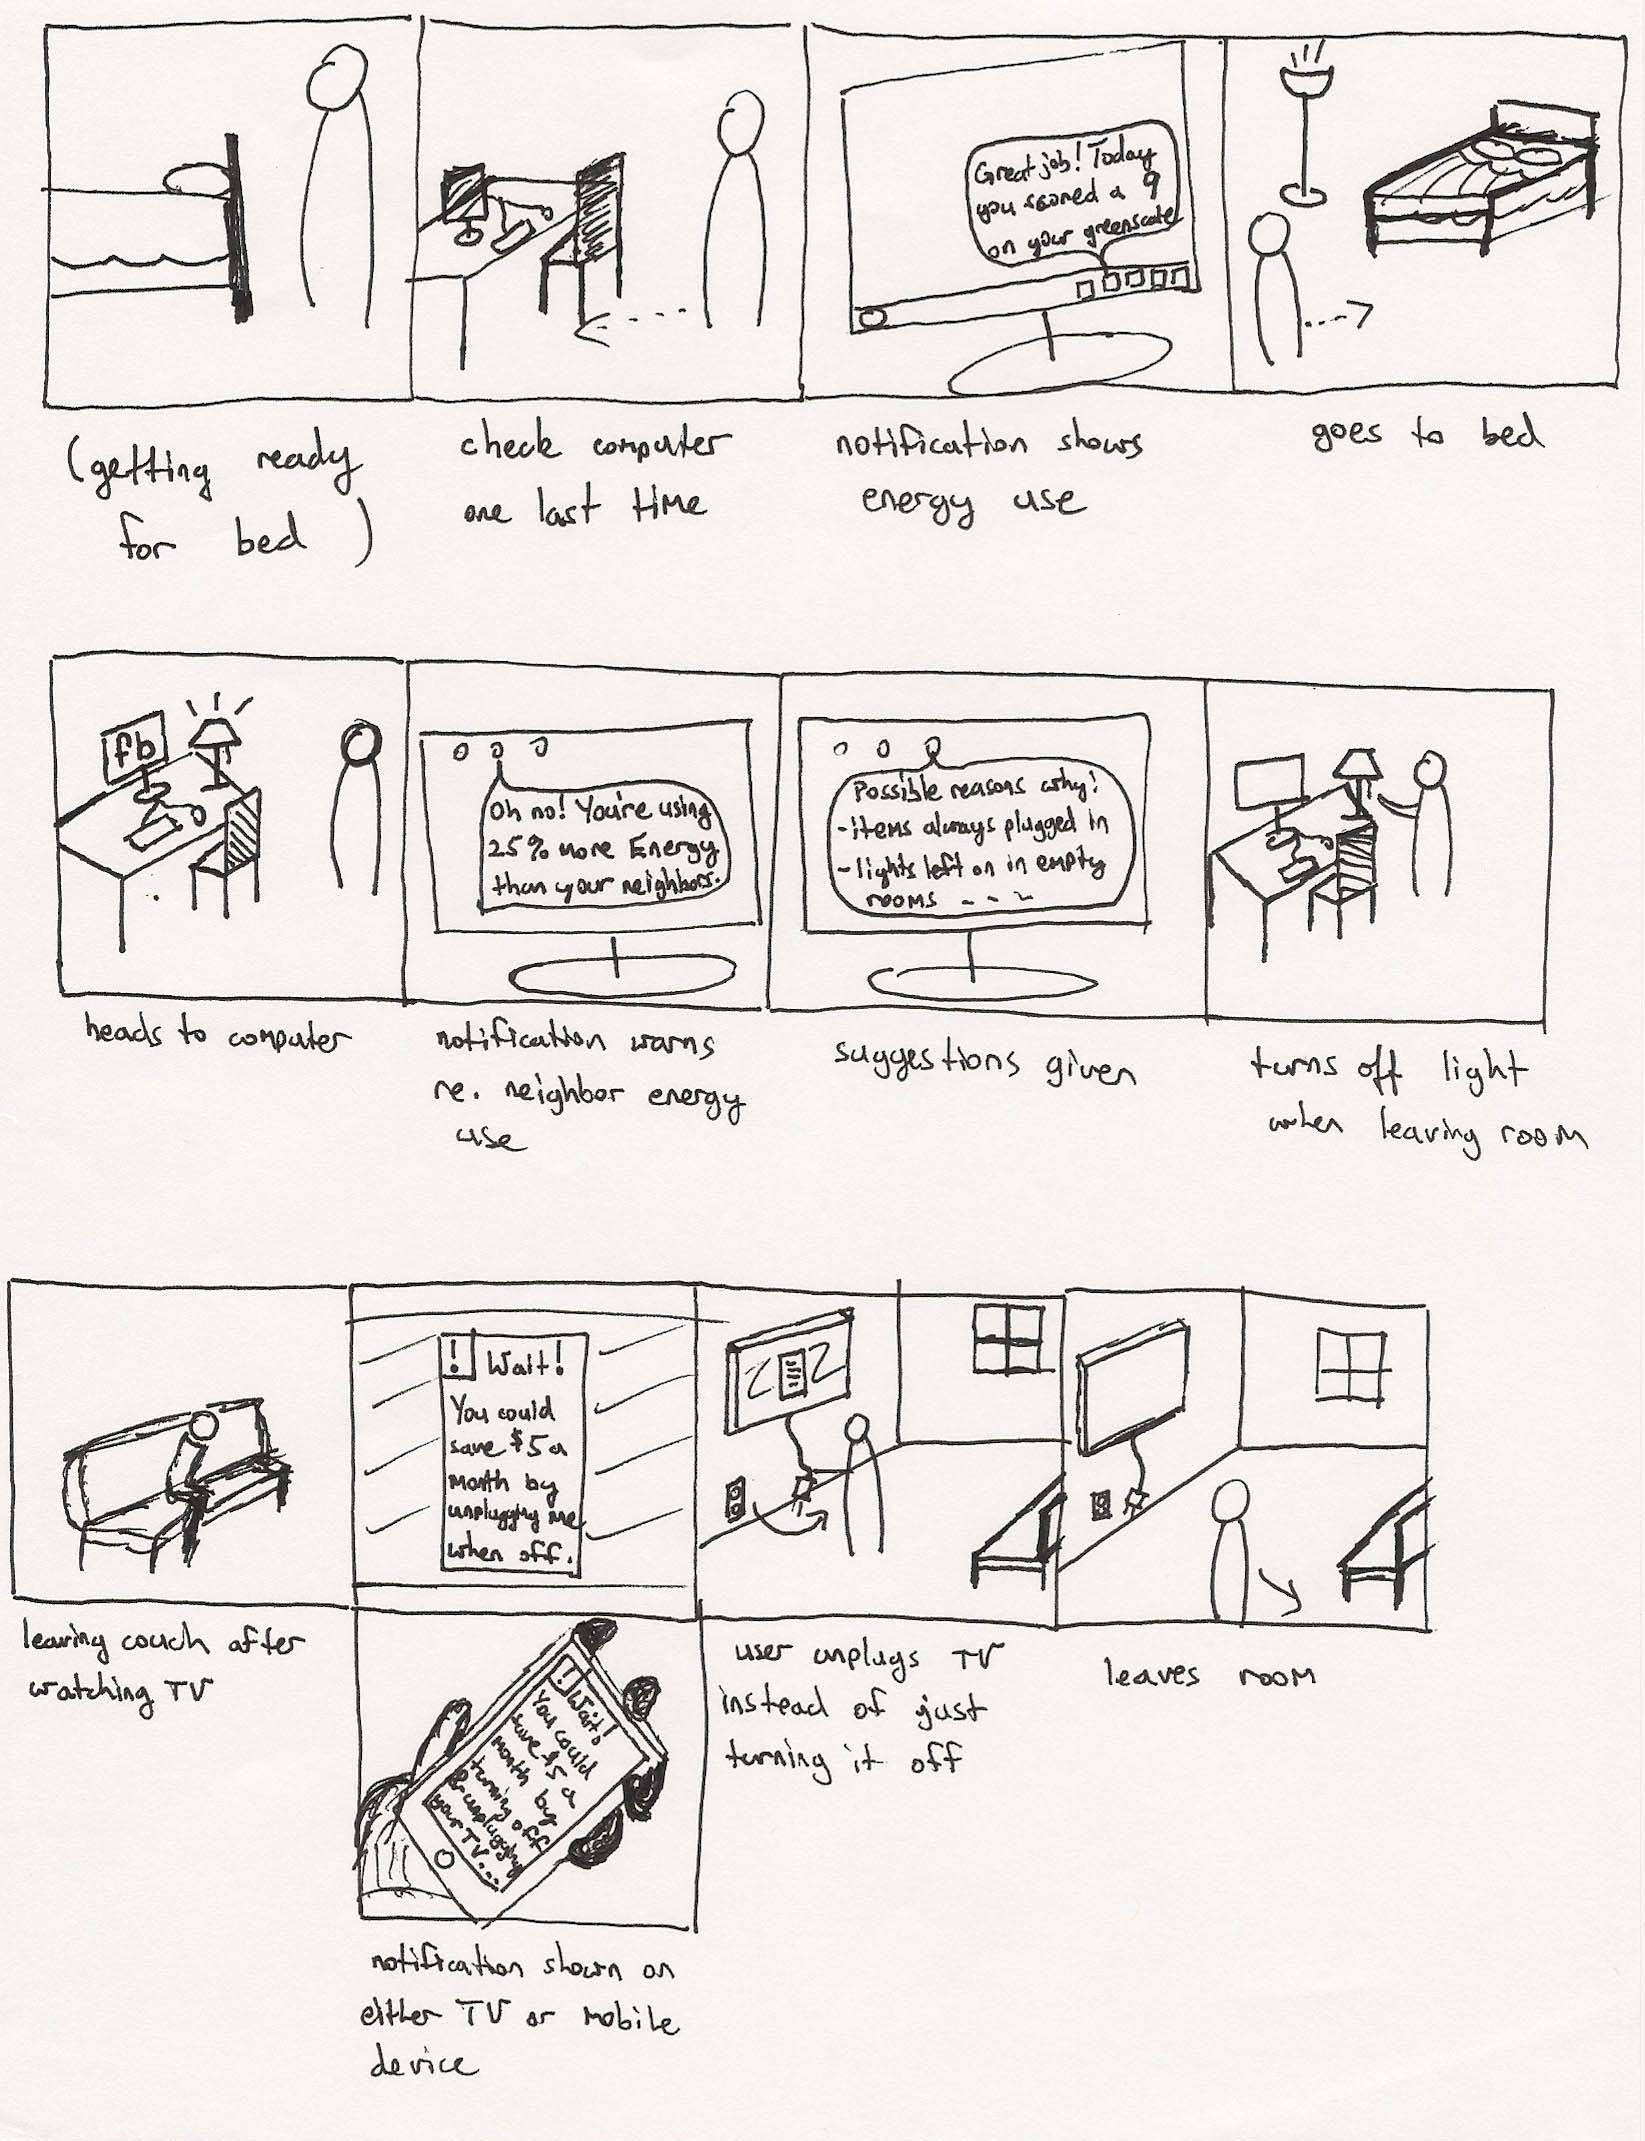 Great job! Today
you scored a 9
on your greenscale
(getting ready
for bed)
check computer
one last time
notification shows
energy use
goes to bed
fb
Oh no! You're using
25% more Energy
than your neighbors.
Possible reasons why:
-items always plugged in
-lights left on in empty
rooms - - -
heads to computer
notification warns
re. neighbor energy
use
suggestions given
turns off light
when leaving room
! Wait!
You could
save $5 a
month by
unplugging me
when off.
leaving couch after
watching TV
! Wait!
You could
save $5 a
month by
turning off
or unplugging
your TV...
notification shown on
either TV or mobile
device
user unplugs TV
instead of just
turning it off
leaves room